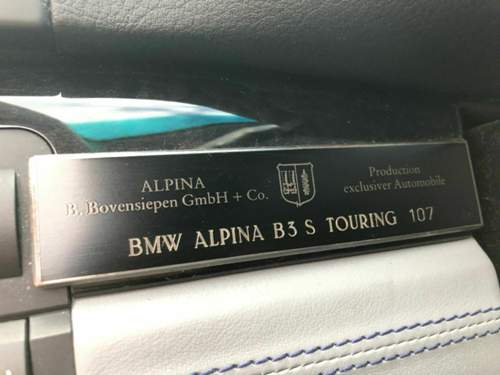 ALPINA
B. Bovensiepen GmbH + Co.
Production
exclusiver Automobile
BMW ALPINA B3 S TOURING 107